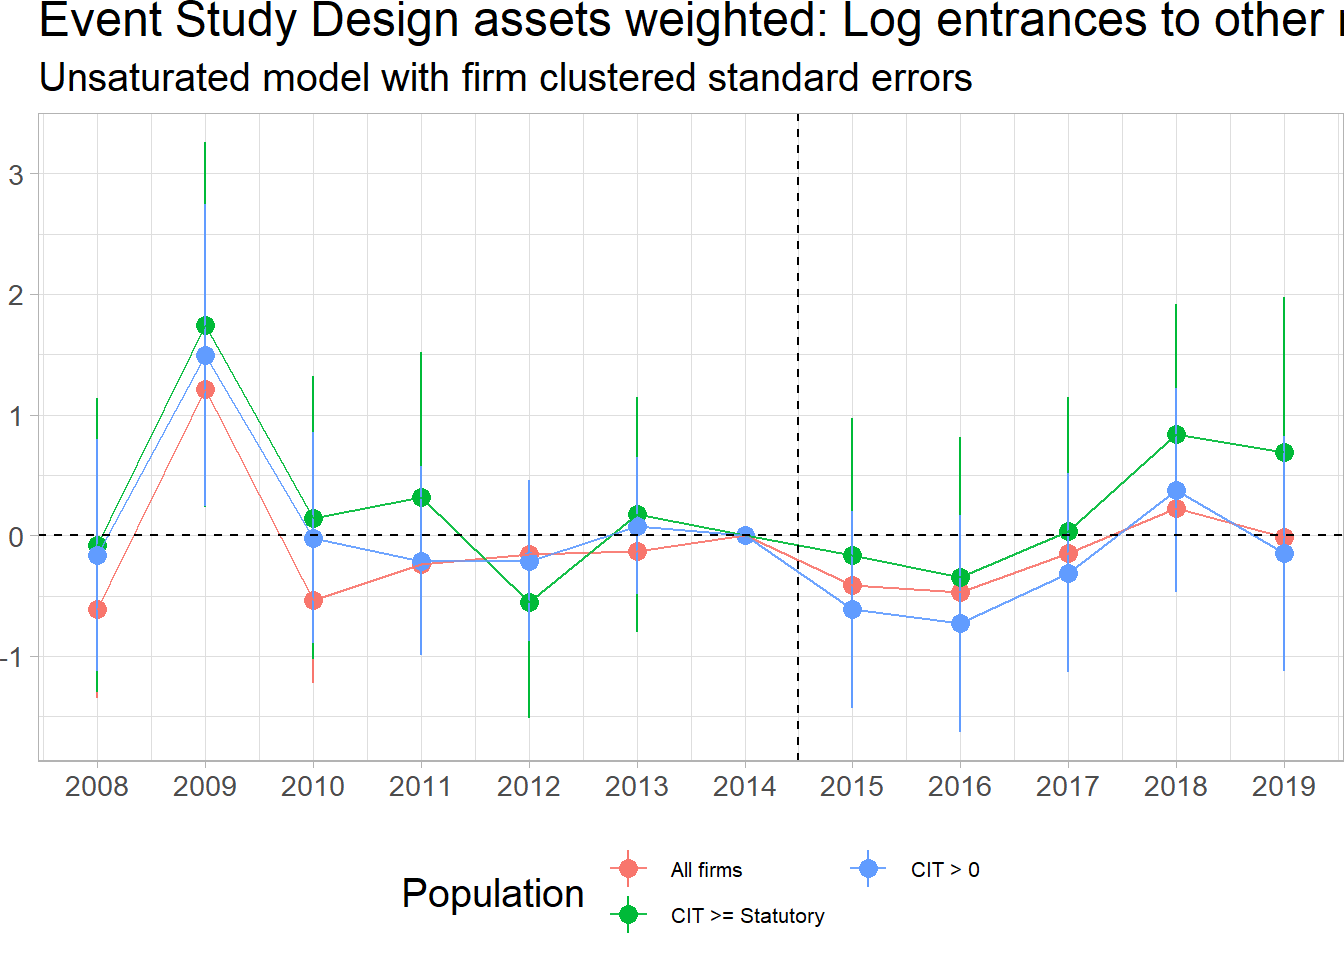 Event Study Design assets weighted: Log entrances to other
Unsaturated model with firm clustered standard errors
3
2
1
0
-1
2008 2009 2010 2011 2012 2013 2014 2015 2016 2017 2018 2019
Population
All firms
CIT > 0
CIT >= Statutory